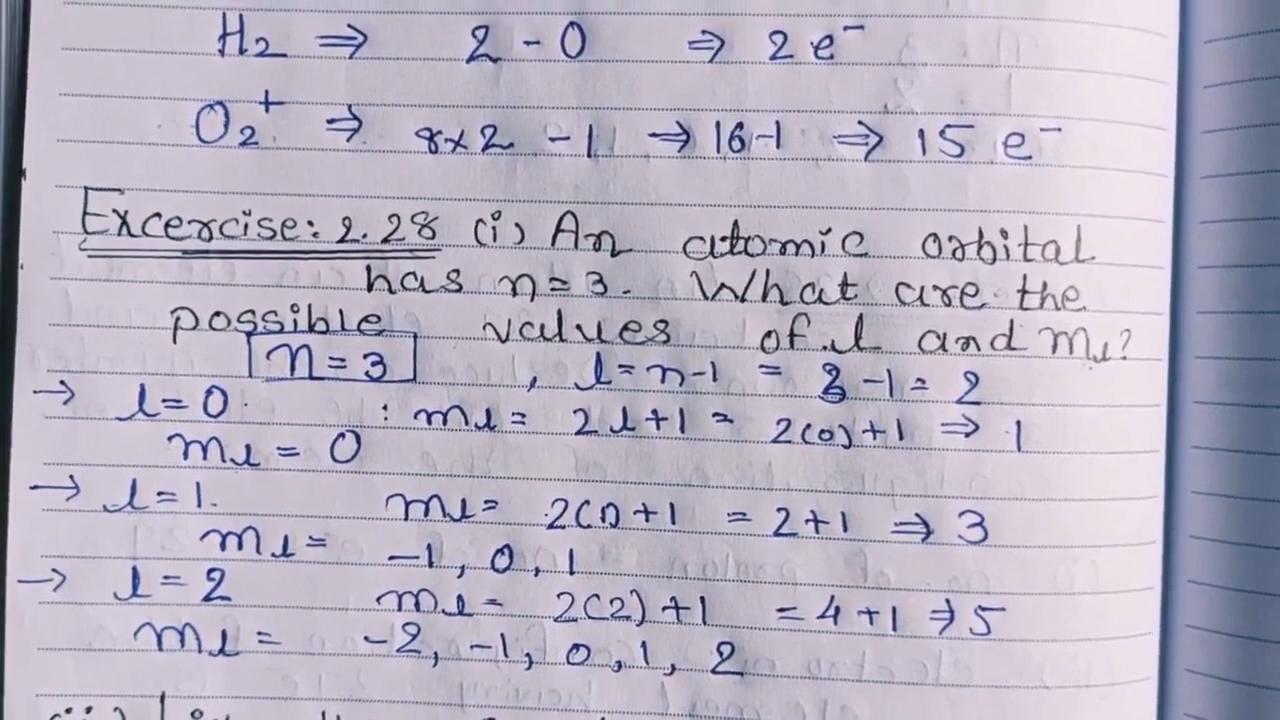 H₂ ⇒ 2 - 0 ⇒ 2 e⁻
O₂⁺ ⇒ 8×2 - 1 ⇒ 16-1 ⇒ 15 e⁻
Excercise: 2.28 (i) An atomic orbital
has n = 3. What are the
possible values of l and mₗ?
n = 3 , l = n-1 = 3 - 1 = 2
→ l = 0 : mₗ = 2l+1 = 2(0)+1 ⇒ 1
mₗ = 0
→ l = 1. mₗ = 2(1)+1 = 2+1 ⇒ 3
mₗ = -1, 0, 1
→ l = 2 mₗ = 2(2)+1 = 4+1 ⇒ 5
mₗ = -2, -1, 0, 1, 2